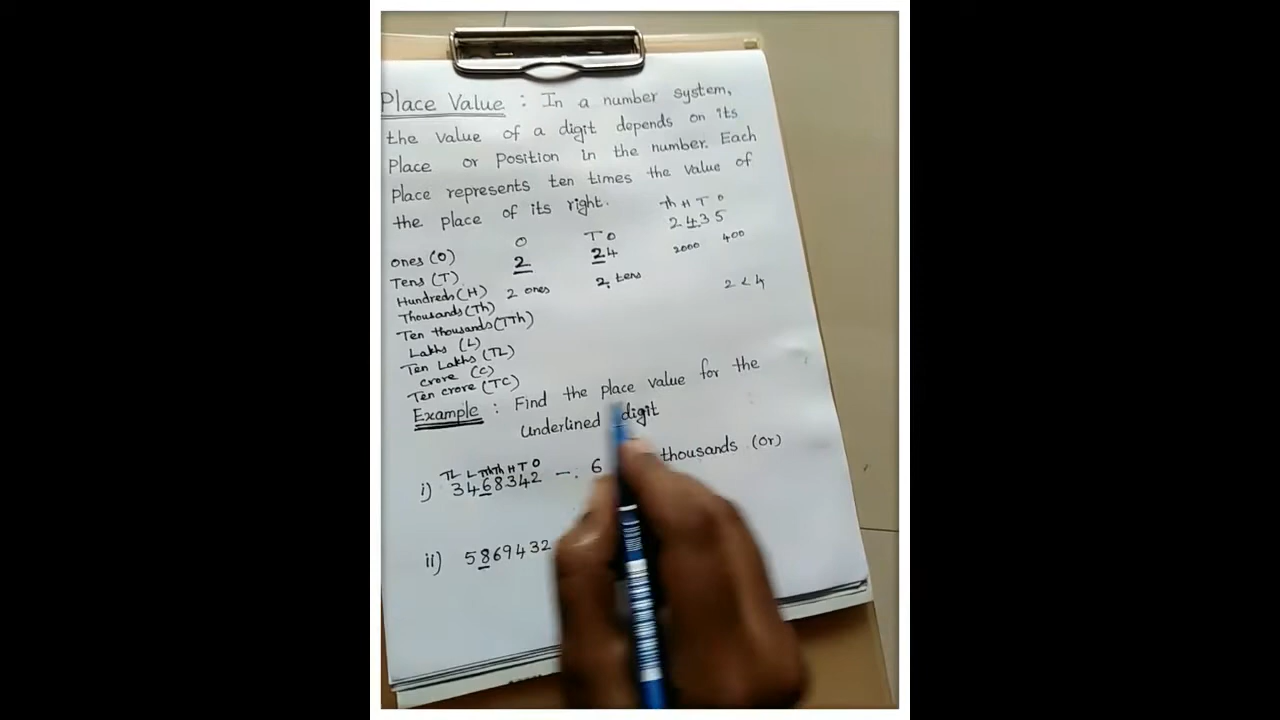 Place Value : In a number system,
the value of a digit depends on its
Place or Position in the number. Each
Place represents ten times the value of
the place of its right.
Th H T O
2435
2000 400
2 < 4
O
2
2 ones
T O
24
2 tens
ones (O)
Tens (T)
Hundreds (H)
Thousands (Th)
Ten thousands (TTh)
Lakhs (L)
Ten Lakhs (TL)
crore (C)
Ten crore (TC)
Example : Find the place value for the
Underlined digit
TL L TTh Th H T O
i) 3468342 - 6 thousands (or)
ii) 5869432